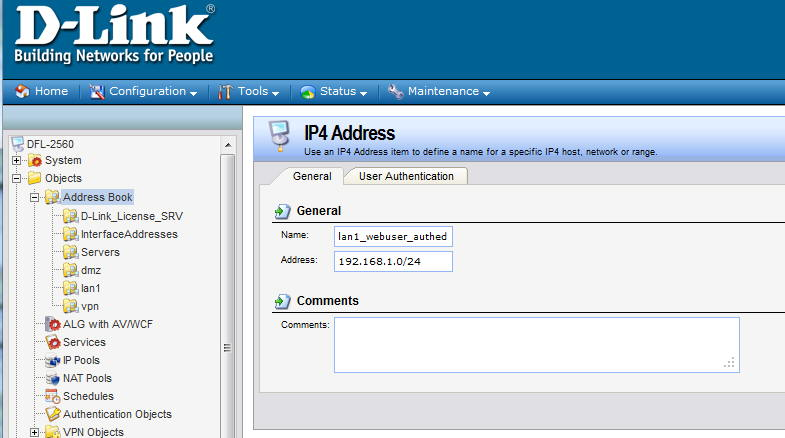 D-Link®
Building Networks for People
Home Configuration Tools Status Maintenance
DFL-2560
System
Objects
Address Book
D-Link_License_SRV
InterfaceAddresses
Servers
dmz
lan1
vpn
ALG with AV/WCF
Services
IP Pools
NAT Pools
Schedules
Authentication Objects
VPN Objects
IP4 Address
Use an IP4 Address item to define a name for a specific IP4 host, network or range.
General User Authentication
General
Name: lan1_webuser_authed
Address: 192.168.1.0/24
Comments
Comments: